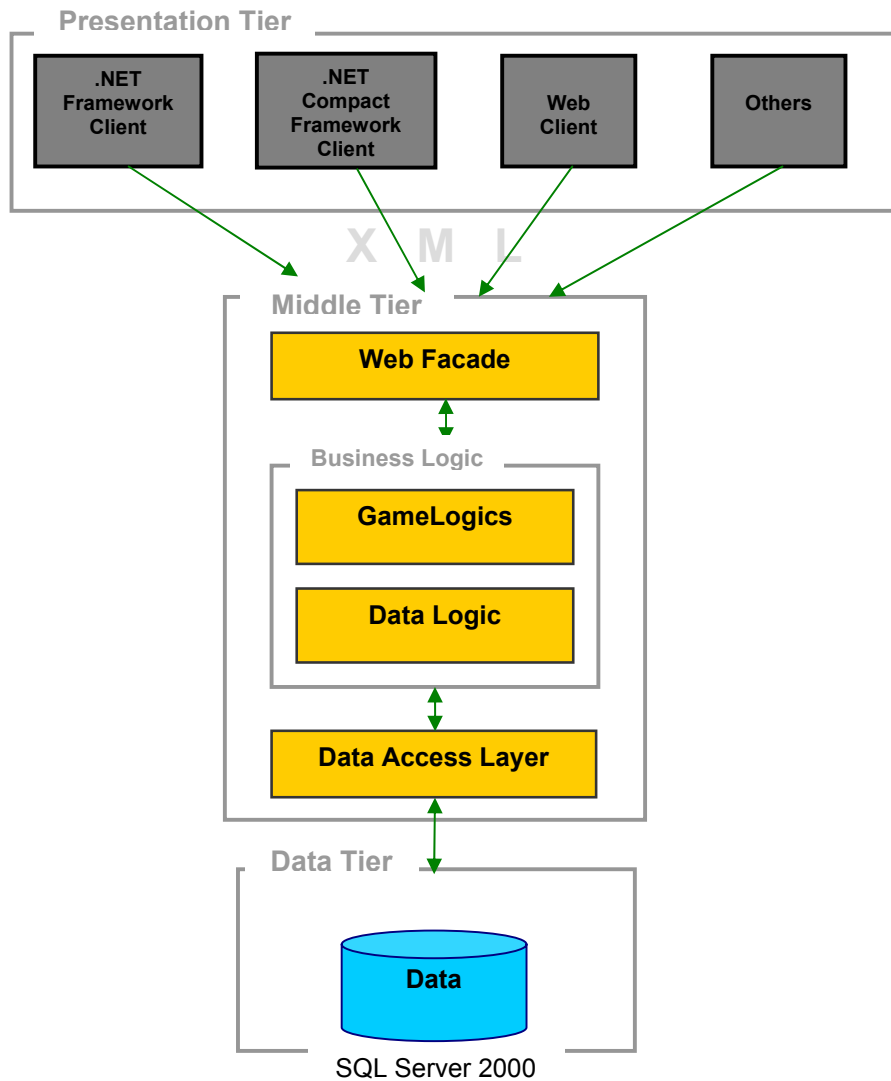 Presentation Tier
.NET
Framework
Client
.NET
Compact
Framework
Client
Web
Client
Others
X M L
Middle Tier
Web Facade
Business Logic
GameLogics
Data Logic
Data Access Layer
Data Tier
Data
SQL Server 2000